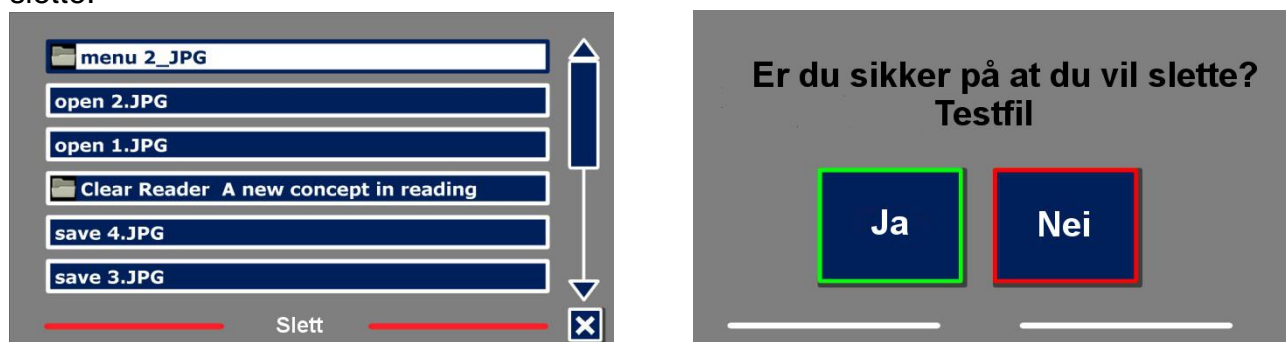 slette.
menu 2_JPG
open 2.JPG
open 1.JPG
Clear Reader A new concept in reading
save 4.JPG
save 3.JPG
Slett
Er du sikker på at du vil slette?
Testfil
Ja
Nei